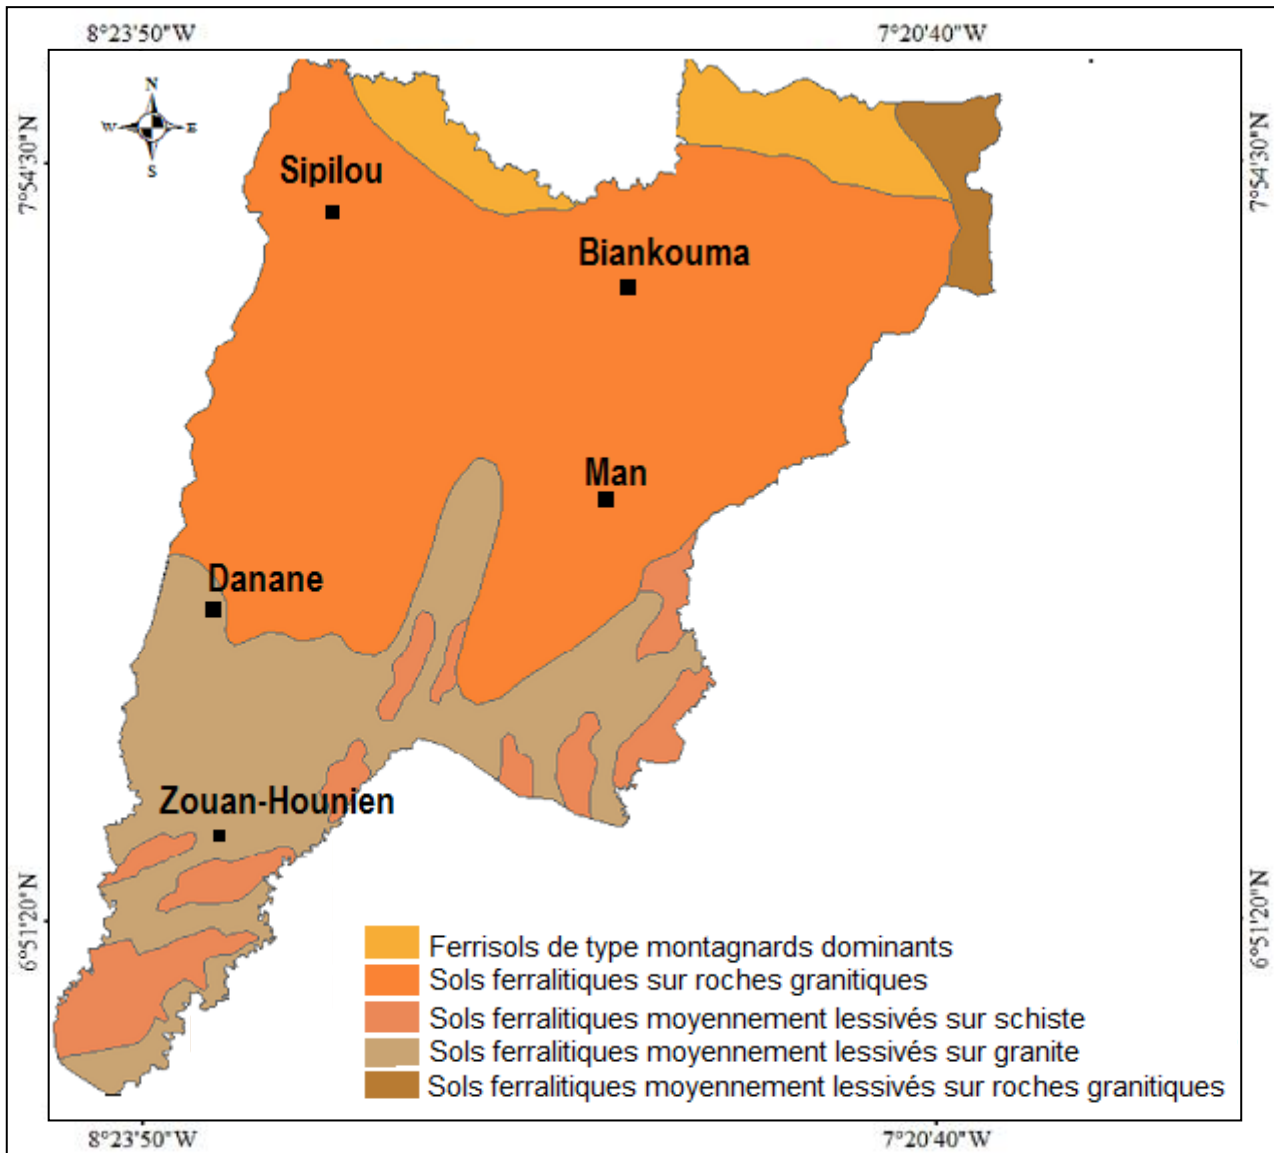 8°23'50"W
7°20'40"W
N
W E
S
7°54'30"N
7°54'30"N
Sipilou
Biankouma
Man
Danane
Zouan-Hounien
6°51'20"N
6°51'20"N
Ferrisols de type montagnards dominants
Sols ferralitiques sur roches granitiques
Sols ferralitiques moyennement lessivés sur schiste
Sols ferralitiques moyennement lessivés sur granite
Sols ferralitiques moyennement lessivés sur roches granitiques
8°23'50"W
7°20'40"W